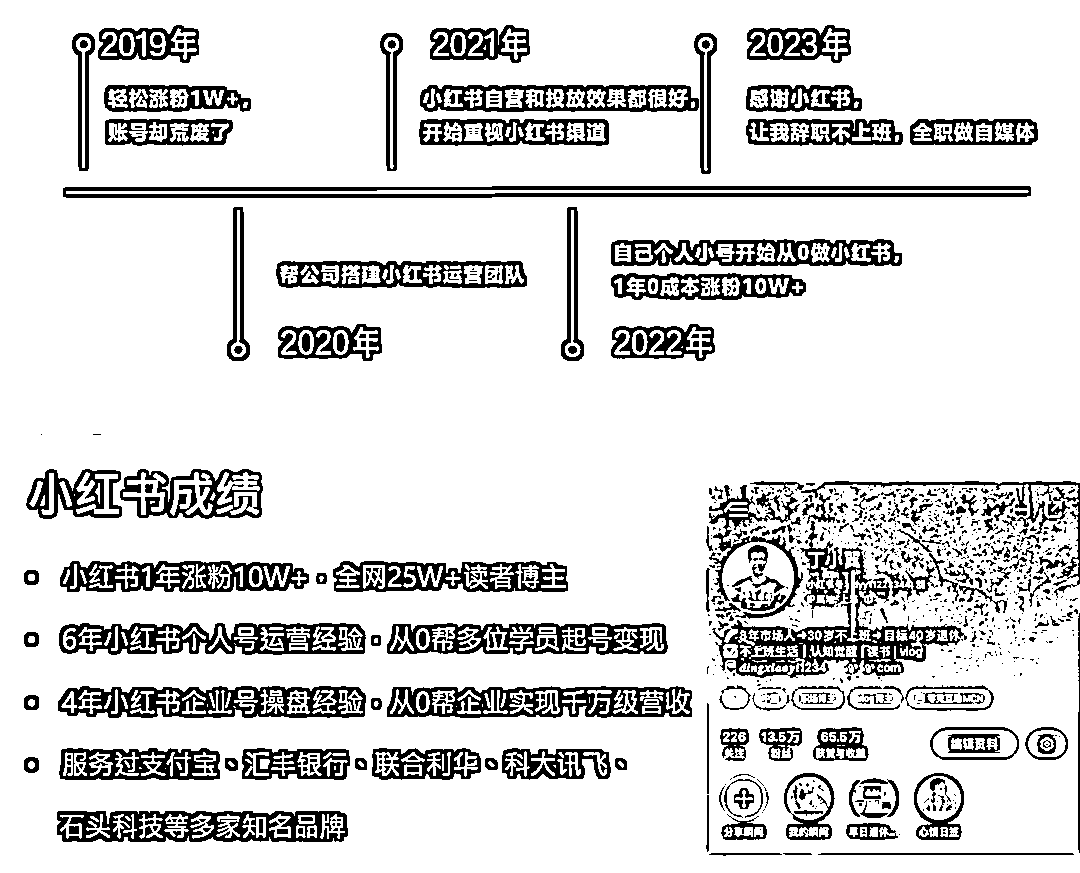 2019年
轻松涨粉1W+,
账号却荒废了
2021年
小红书自营和投放效果都很好,
开始重视小红书渠道
2023年
感谢小红书,
让我辞职不上班，全职做自媒体
帮公司搭建小红书运营团队
2020年
自己个人小号开始从0做小红书,
1年0成本涨粉10W+
2022年
小红书成绩
小红书1年涨粉10W+·全网25W+读者博主
6年小红书个人号运营经验·从0帮多位学员起号变现
4年小红书企业号操盘经验·从0帮企业实现千万级营收
服务过支付宝、汇丰银行、联合利华、科大讯飞、
石头科技等多家知名品牌
8年市场人→30岁不上班→目标40岁退休
不上班生活|认知觉醒|读书|vlog
226 13.5万 65.5万
关注 粉丝 获赞与收藏
编辑资料
分享瞬间 我的瞬间 早日退休... 心情日班